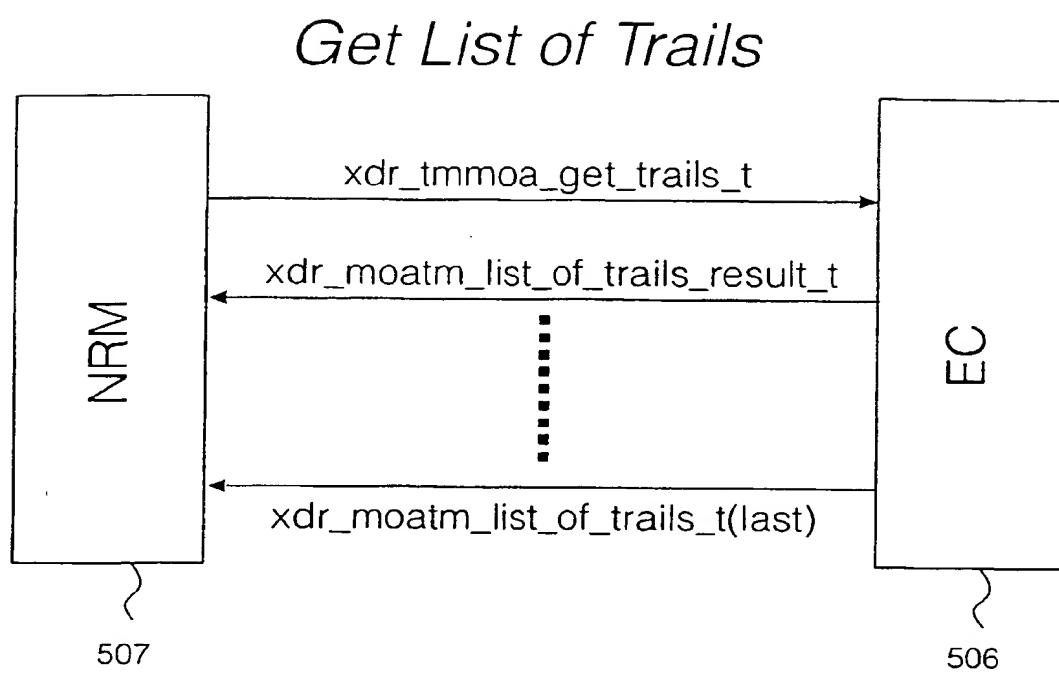 Get List of Trails
xdr_tmmoa_get_trails_t
xdr_moatm_list_of_trails_result_t
NRM
EC
xdr_moatm_list_of_trails_t(last)
507
506